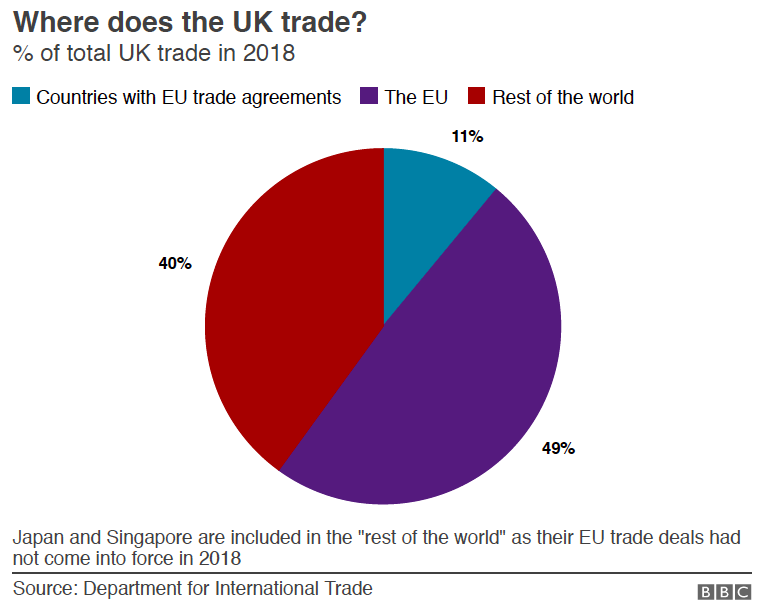 Where does the UK trade?
% of total UK trade in 2018
Countries with EU trade agreements The EU Rest of the world
11%
40%
49%
Japan and Singapore are included in the "rest of the world" as their EU trade deals had
not come into force in 2018
Source: Department for International Trade
BBC